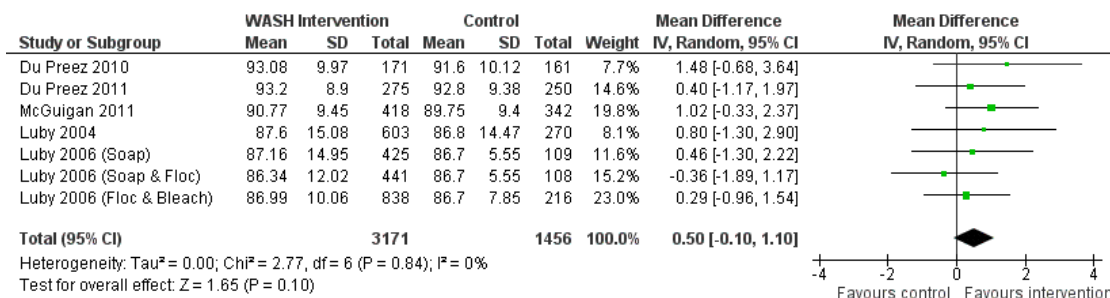 WASH Intervention Control Mean Difference Mean Difference
Study or Subgroup Mean SD Total Mean SD Total Weight IV, Random, 95% CI IV, Random, 95% CI
Du Preez 2010 93.08 9.97 171 91.6 10.12 161 7.7% 1.48 [-0.68, 3.64]
Du Preez 2011 93.2 8.9 275 92.8 9.38 250 14.6% 0.40 [-1.17, 1.97]
McGuigan 2011 90.77 9.45 418 89.75 9.4 342 19.8% 1.02 [-0.33, 2.37]
Luby 2004 87.6 15.08 603 86.8 14.47 270 8.1% 0.80 [-1.30, 2.90]
Luby 2006 (Soap) 87.16 14.95 425 86.7 5.55 109 11.6% 0.46 [-1.30, 2.22]
Luby 2006 (Soap & Floc) 86.34 12.02 441 86.7 5.55 108 15.2% -0.36 [-1.89, 1.17]
Luby 2006 (Floc & Bleach) 86.99 10.06 838 86.7 7.85 216 23.0% 0.29 [-0.96, 1.54]
Total (95% CI) 3171 1456 100.0% 0.50 [-0.10, 1.10]
Heterogeneity: Tau² = 0.00; Chi² = 2.77, df = 6 (P = 0.84); I² = 0%
Test for overall effect: Z = 1.65 (P = 0.10)
-4 -2 0 2 4
Favours control Favours intervention